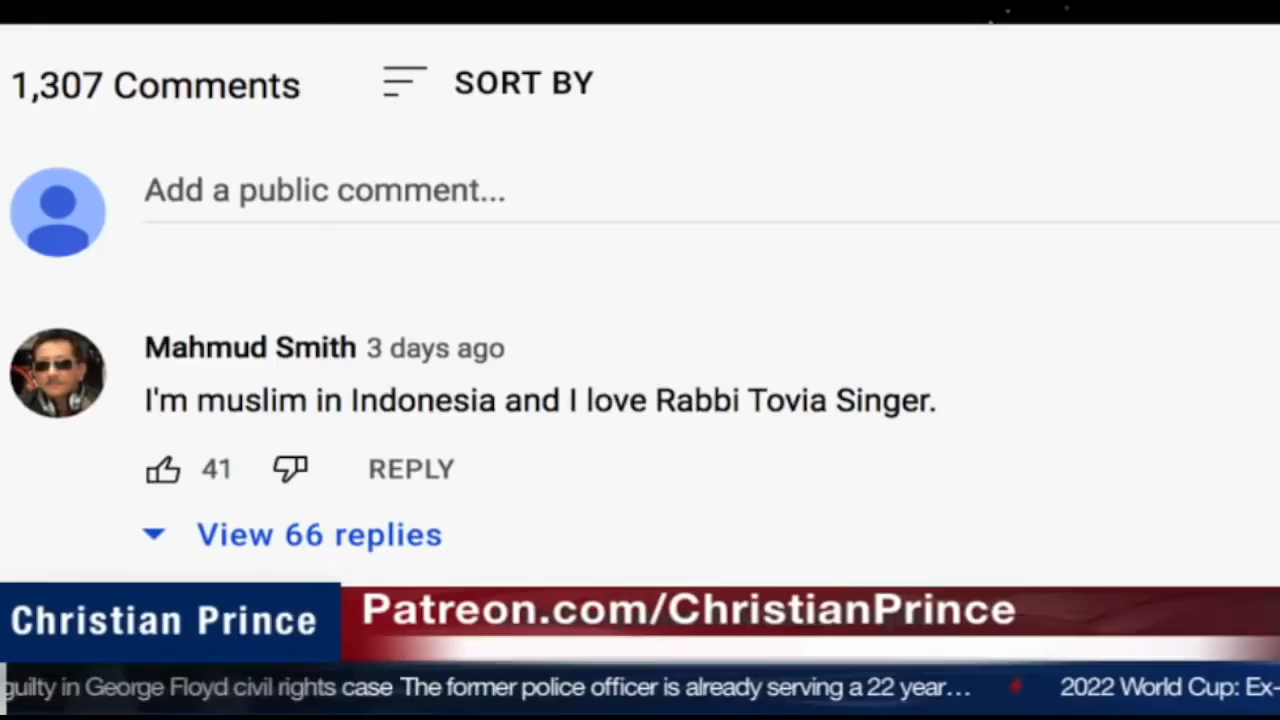 1,307 Comments
SORT BY
Add a public comment...
Mahmud Smith 3 days ago
I'm muslim in Indonesia and I love Rabbi Tovia Singer.
41 REPLY
View 66 replies
Christian Prince
Patreon.com/ChristianPrince
guilty in George Floyd civil rights case The former police officer is already serving a 22 year... 2022 World Cup: Ex-